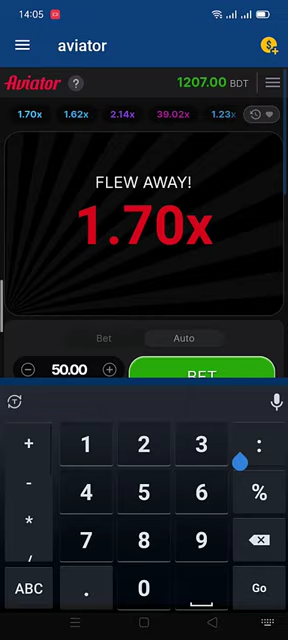 14:05
aviator
Aviator ? 1207.00 BDT
1.70x 1.62x 2.14x 39.02x 1.23x
FLEW AWAY!
1.70x
Bet Auto
50.00 BET
+ 1 2 3 :
- 4 5 6 %
* 7 8 9
/
ABC . 0 Go